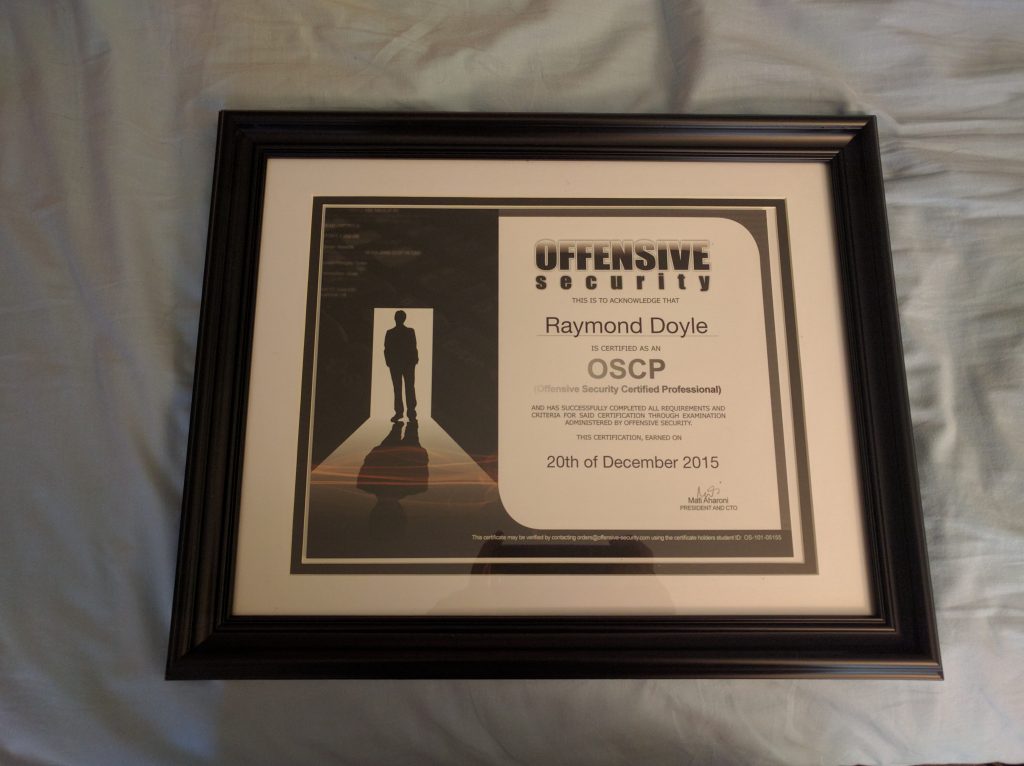 OFFENSIVE
security
THIS IS TO ACKNOWLEDGE THAT
Raymond Doyle
IS CERTIFIED AS AN
OSCP
(Offensive Security Certified Professional)
AND HAS SUCCESSFULLY COMPLETED ALL REQUIREMENTS AND
CRITERIA FOR SAID CERTIFICATION THROUGH EXAMINATION
ADMINISTERED BY OFFENSIVE SECURITY.
THIS CERTIFICATION, EARNED ON
20th of December 2015
Mati Aharoni
PRESIDENT AND CTO
This certificate may be verified by contacting orders@offensive-security.com using the certificate holders student ID: OS-101-05155